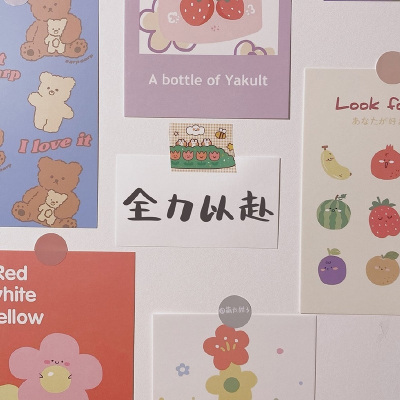 I love it
A bottle of Yakult
Look fo
あなたが好き
全力以赴
Red
white
ellow